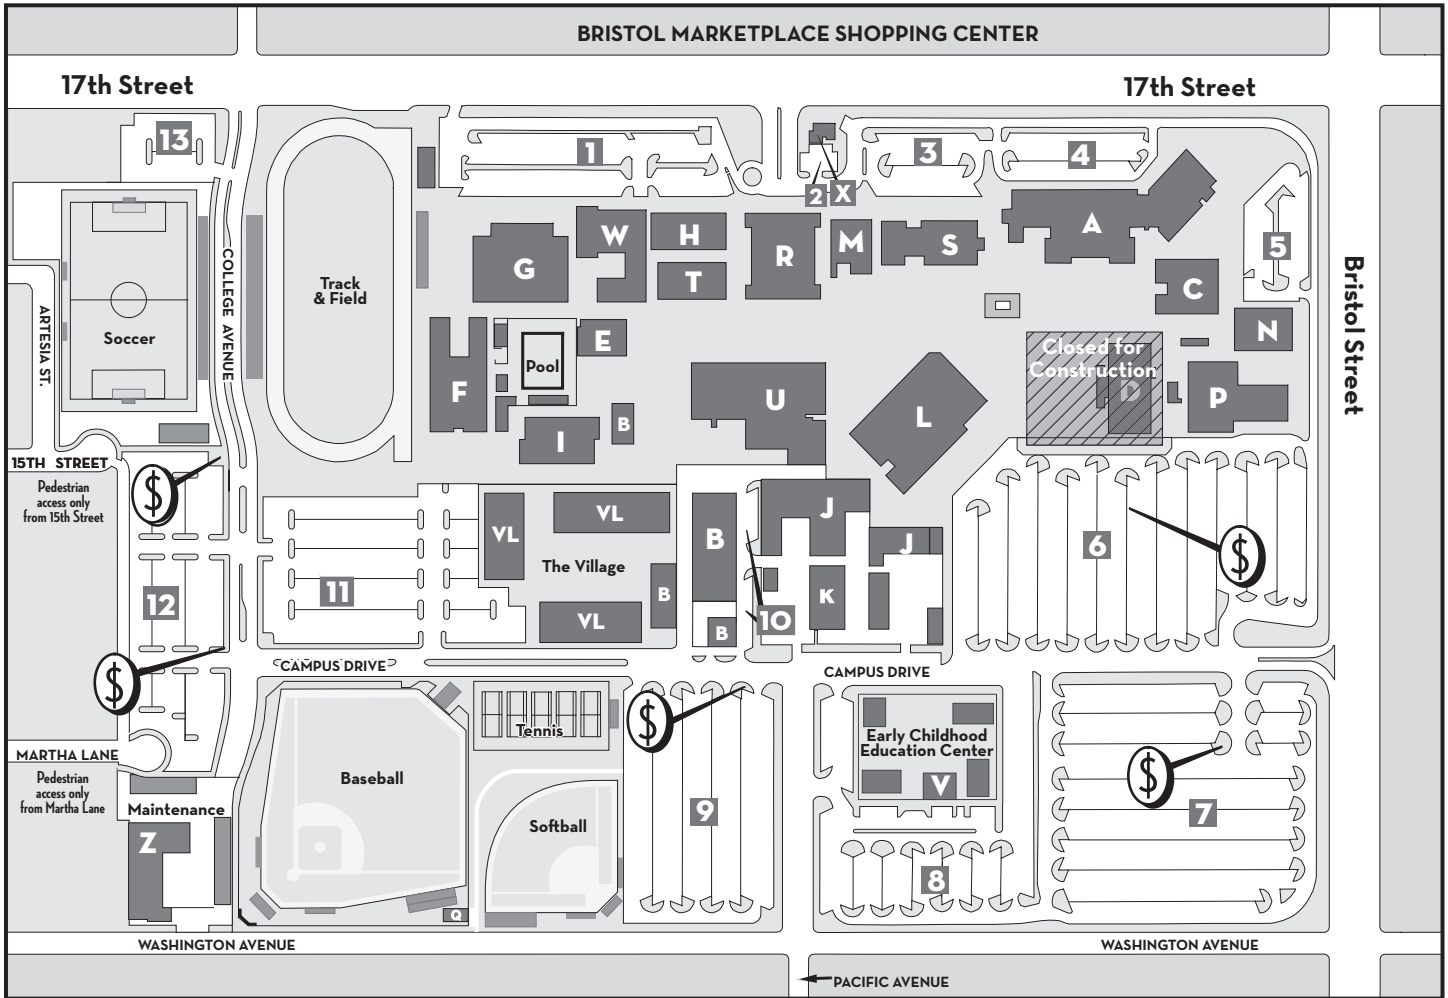 BRISTOL MARKETPLACE SHOPPING CENTER
17th Street
17th Street
13
1
2
X
3
4
5
A
G
W
H
T
R
M
S
C
N
COLLEGE AVENUE
ARTESIA ST.
Soccer
Track
& Field
Bristol Street
F
Pool
E
I
B
U
L
Closed for
Construction
D
P
15TH STREET
Pedestrian
access only
from 15th Street
$
12
11
VL
VL
The Village
VL
B
B
B
10
J
J
K
6
$
$
CAMPUS DRIVE
CAMPUS DRIVE
MARTHA LANE
Pedestrian
access only
from Martha Lane
Maintenance
Z
Baseball
Tennis
Softball
Q
$
9
Early Childhood
Education Center
V
8
$
7
WASHINGTON AVENUE
WASHINGTON AVENUE
PACIFIC AVENUE